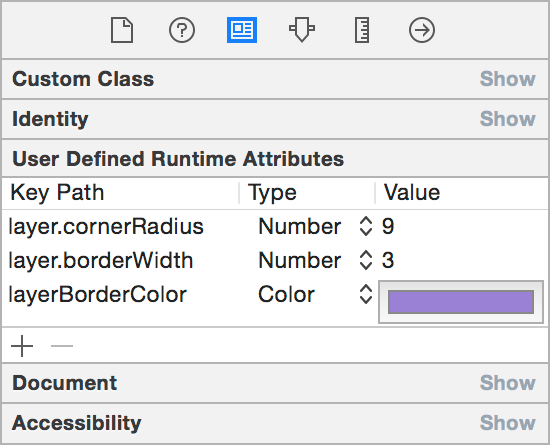 Custom Class Show
Identity Show
User Defined Runtime Attributes
Key Path Type Value
layer.cornerRadius Number 9
layer.borderWidth Number 3
layerBorderColor Color
Document Show
Accessibility Show